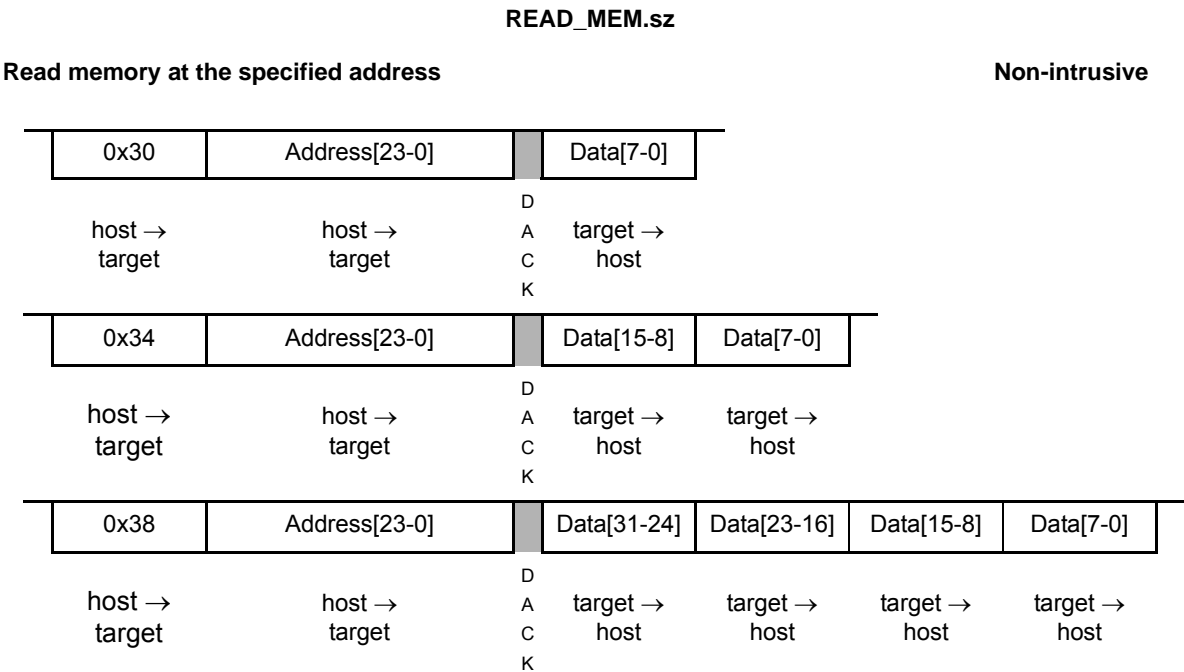 READ_MEM.sz
Read memory at the specified address Non-intrusive
0x30 Address[23-0] Data[7-0]
D
host → host → A target →
target target C host
K
0x34 Address[23-0] Data[15-8] Data[7-0]
D
host → host → A target → target →
target target C host host
K
0x38 Address[23-0] Data[31-24] Data[23-16] Data[15-8] Data[7-0]
D
host → host → A target → target → target → target →
target target C host host host host
K